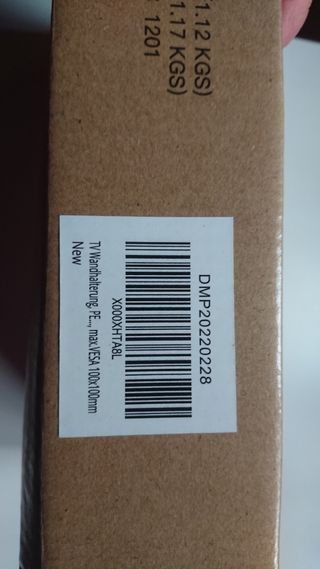 1.12 KGS)
1.17 KGS)
1201
DMP20220228
X000XHTA8L
TV Wandhalterung, PE..., max.VESA 100x100mm
New